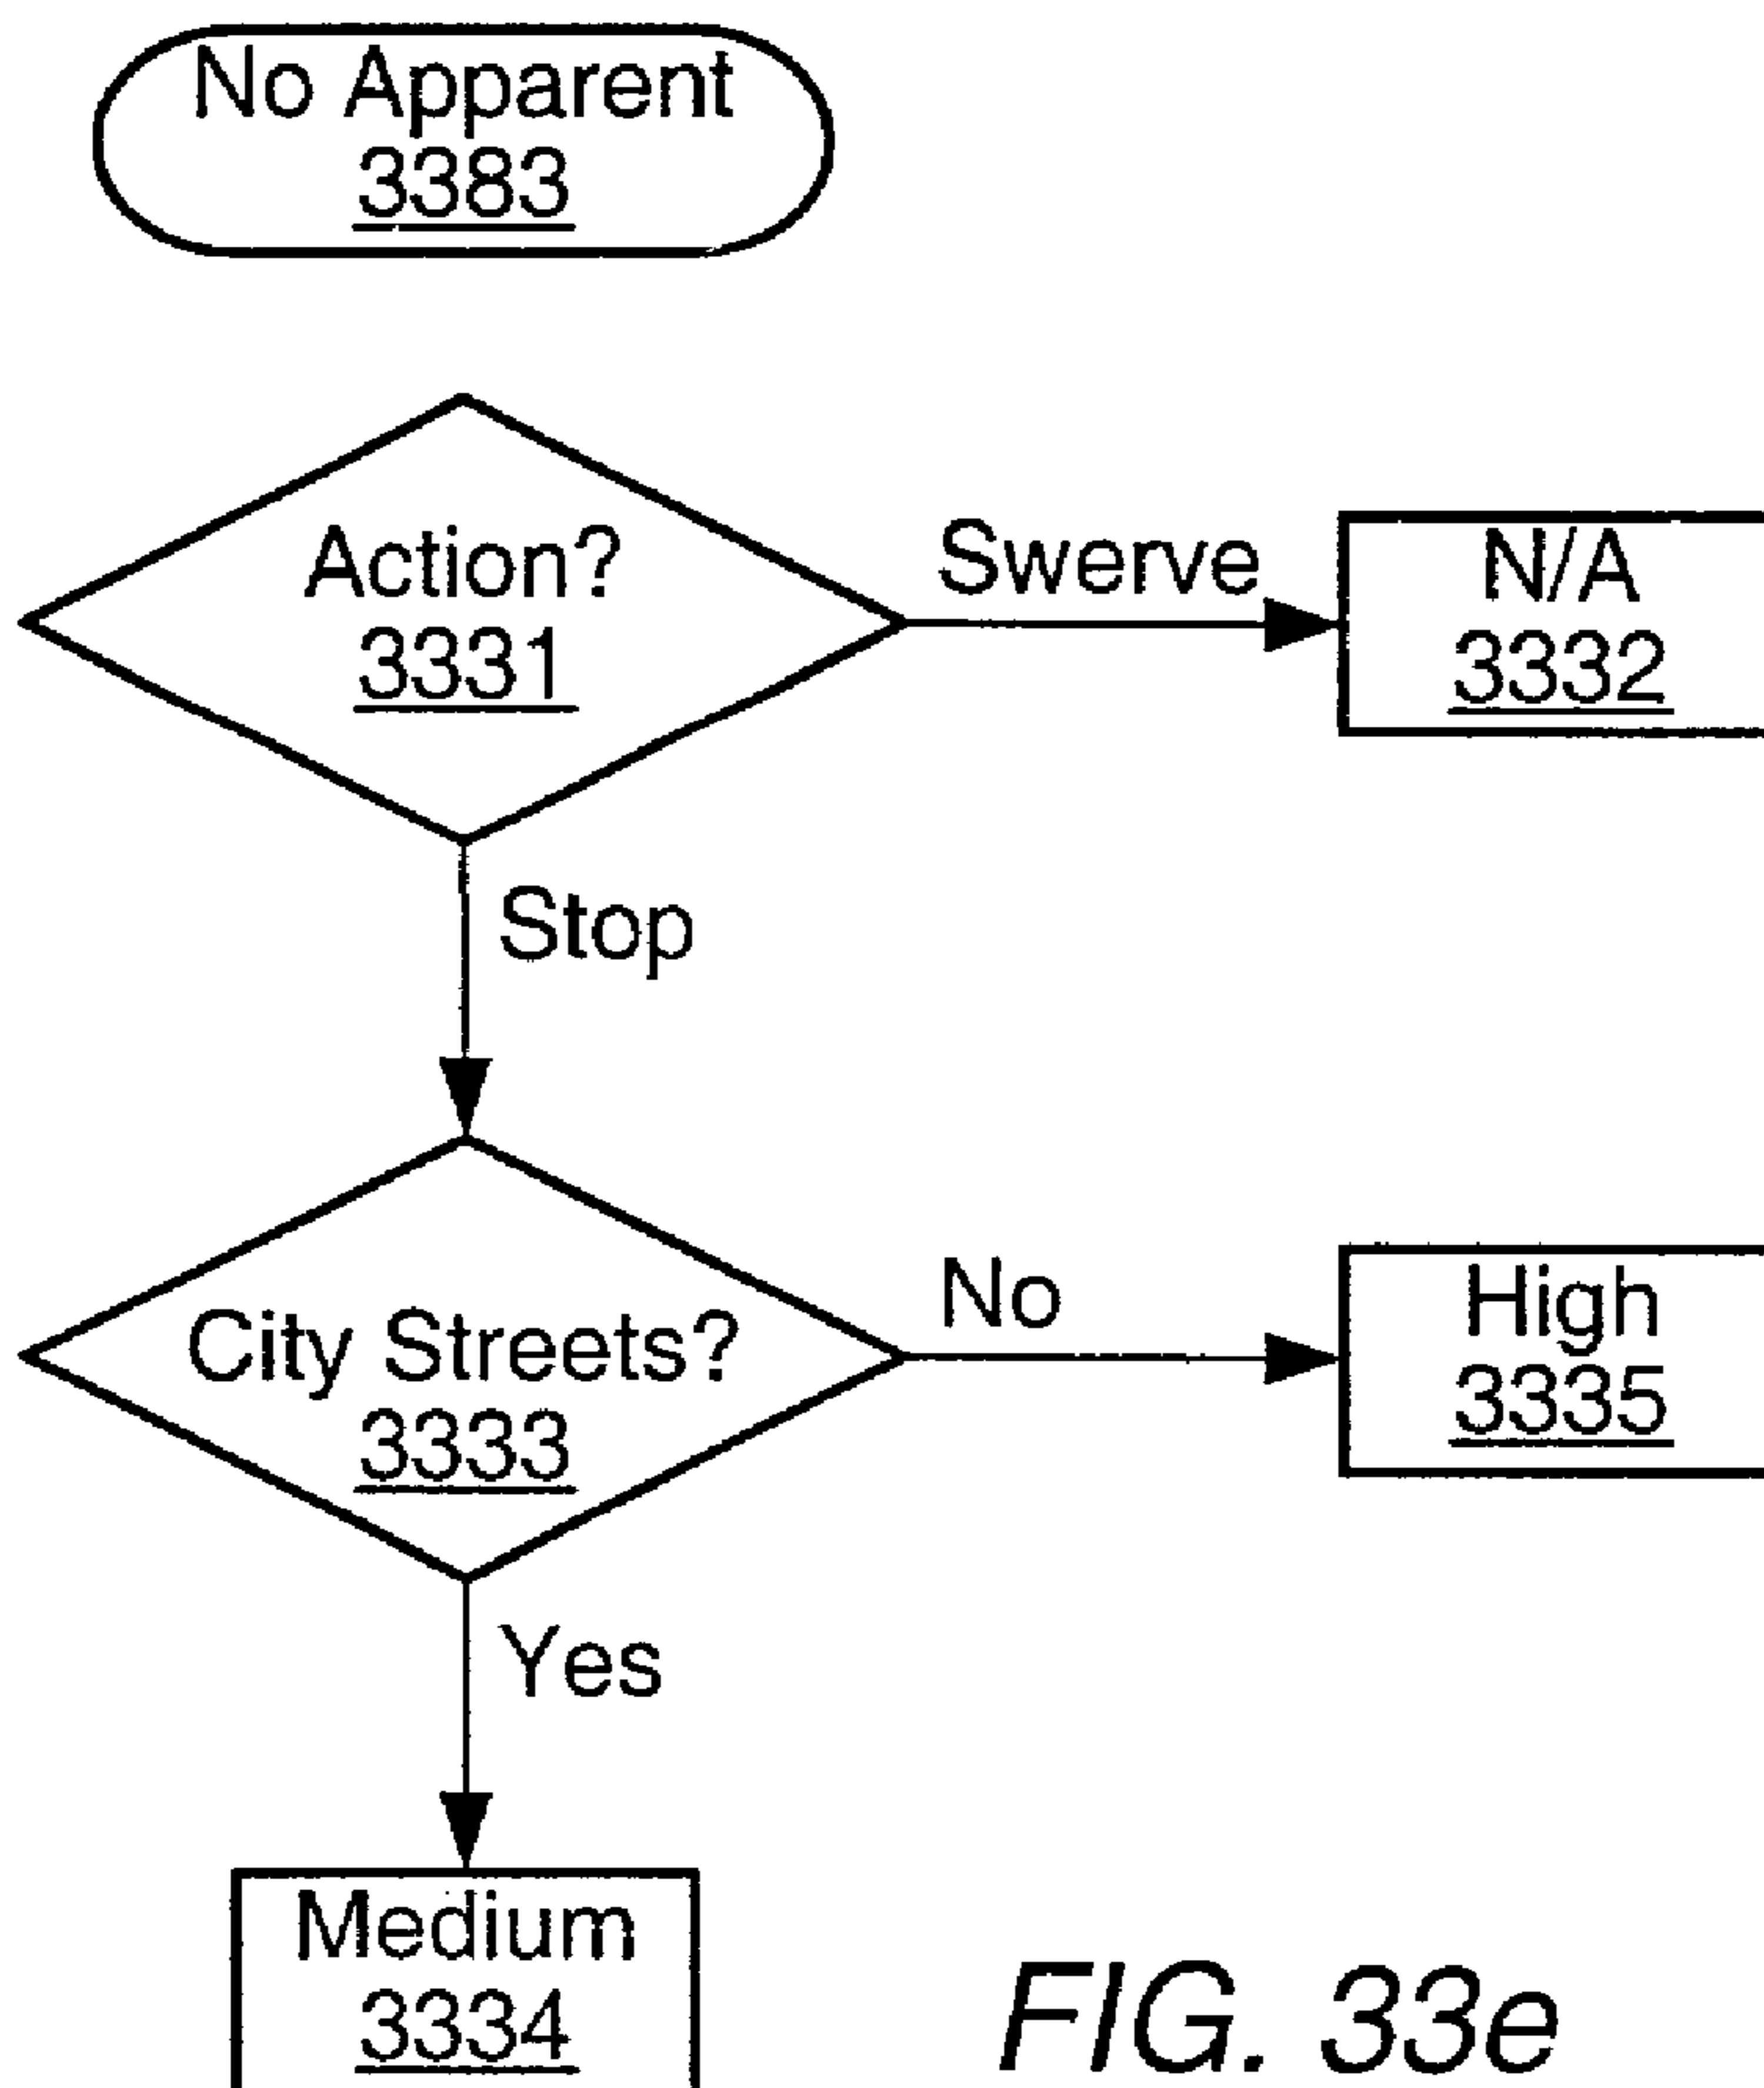 No Apparent
3383
Action?
3331
Swerve
N/A
3332
Stop
City Streets?
3333
No
High
3335
Yes
Medium
3334
FIG. 33e